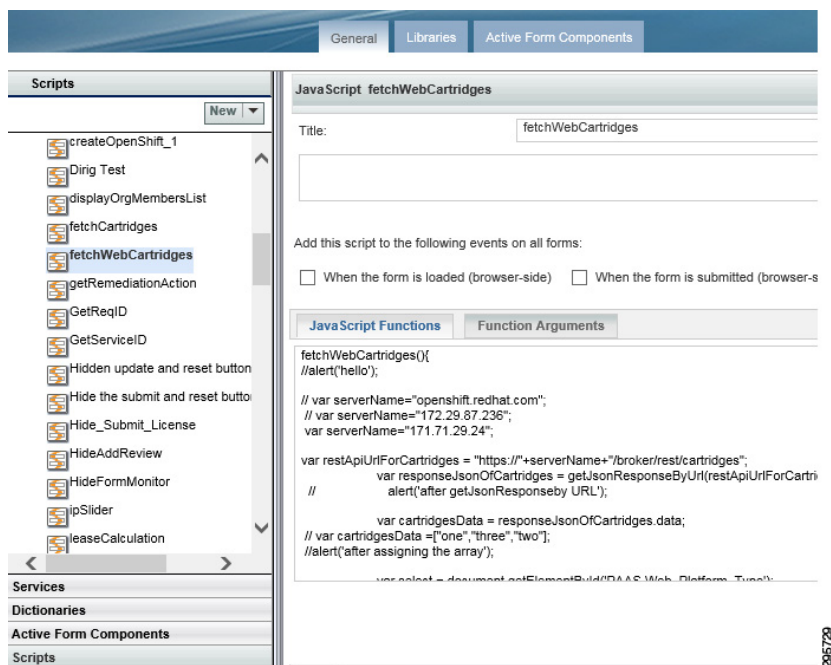 General Libraries Active Form Components
Scripts
New
createOpenShift_1
Dirig Test
displayOrgMembersList
fetchCartridges
fetchWebCartridges
getRemediationAction
GetReqID
GetServiceID
Hidden update and reset button
Hide the submit and reset butto
Hide_Submit_License
HideAddReview
HideFormMonitor
ipSlider
leaseCalculation
Services
Dictionaries
Active Form Components
Scripts
JavaScript fetchWebCartridges
Title: fetchWebCartridges
Add this script to the following events on all forms:
When the form is loaded (browser-side) When the form is submitted (browser-s
JavaScript Functions Function Arguments
fetchWebCartridges(){
//alert('hello');
// var serverName="openshift.redhat.com";
// var serverName="172.29.87.236";
var serverName="171.71.29.24";
var restApiUrlForCartridges = "https://"+serverName+"/broker/rest/cartridges";
var responseJsonOfCartridges = getJsonResponseByUrl(restApiUrlForCartri
// alert('after getJsonResponseby URL');
var cartridgesData = responseJsonOfCartridges.data;
// var cartridgesData =["one","three","two"];
//alert('after assigning the array');
var select = document.getElementById('PAAS_Web_Platform_Type');